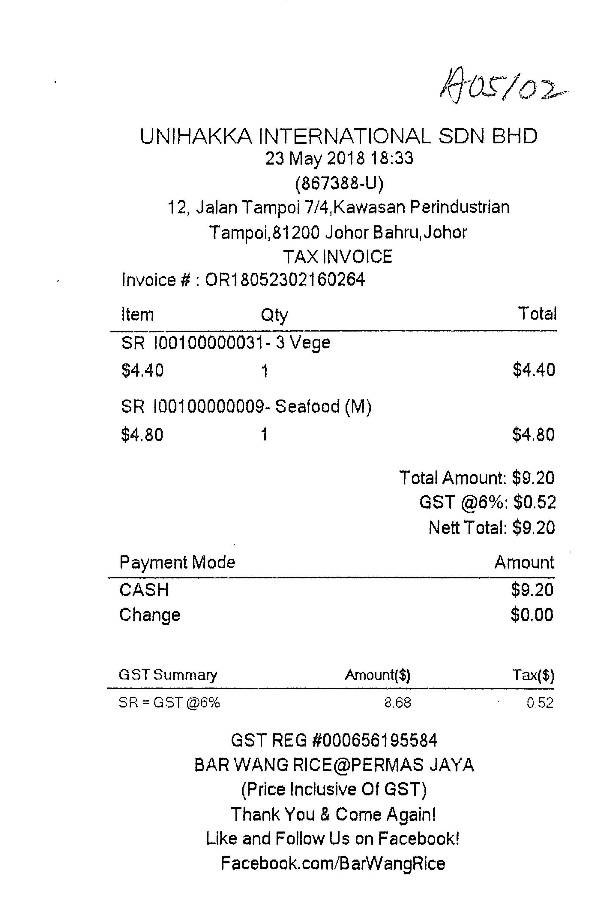 A05/02
UNIHAKKA INTERNATIONAL SDN BHD
23 May 2018 18:33
(867388-U)
12, Jalan Tampoi 7/4,Kawasan Perindustrian
Tampoi,81200 Johor Bahru,Johor
TAX INVOICE
Invoice # : OR18052302160264
Item Qty Total
SR I00100000031- 3 Vege
$4.40 1 $4.40
SR I00100000009- Seafood (M)
$4.80 1 $4.80
Total Amount: $9.20
GST @6%: $0.52
Nett Total: $9.20
Payment Mode Amount
CASH $9.20
Change $0.00
GST Summary Amount($) Tax($)
SR = GST @6% 8.68 0.52
GST REG #000656195584
BAR WANG RICE@PERMAS JAYA
(Price Inclusive Of GST)
Thank You & Come Again!
Like and Follow Us on Facebook!
Facebook.com/BarWangRice